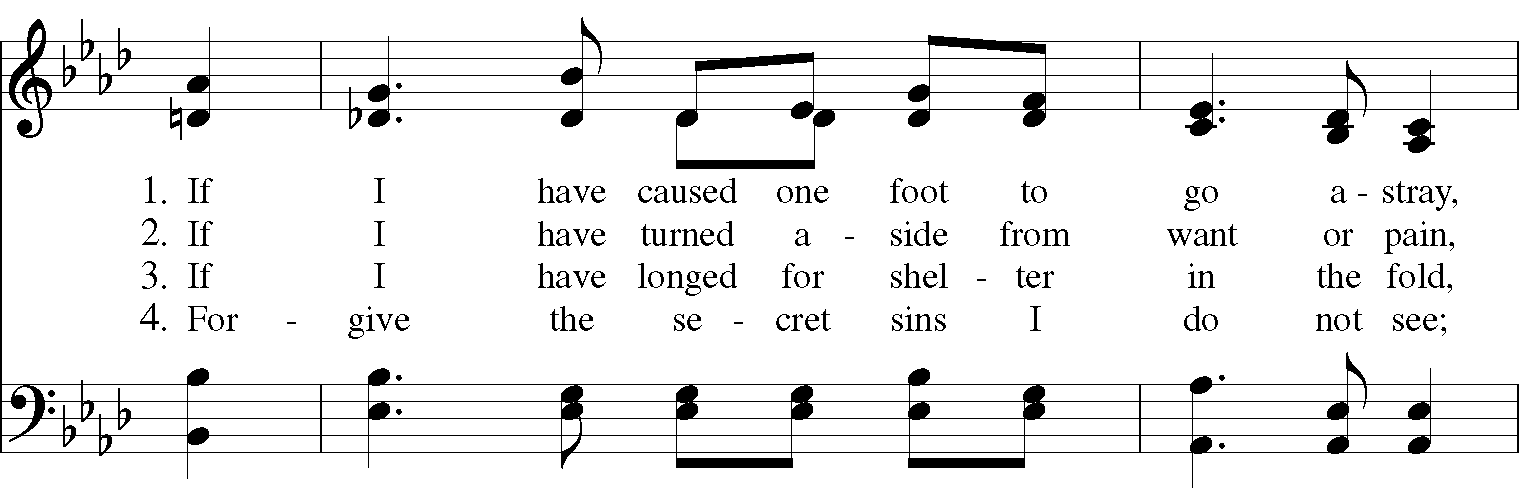 1. If I have caused one foot to go a - stray,
2. If I have turned a - side from want or pain,
3. If I have longed for shel - ter in the fold,
4. For - give the se - cret sins I do not see;